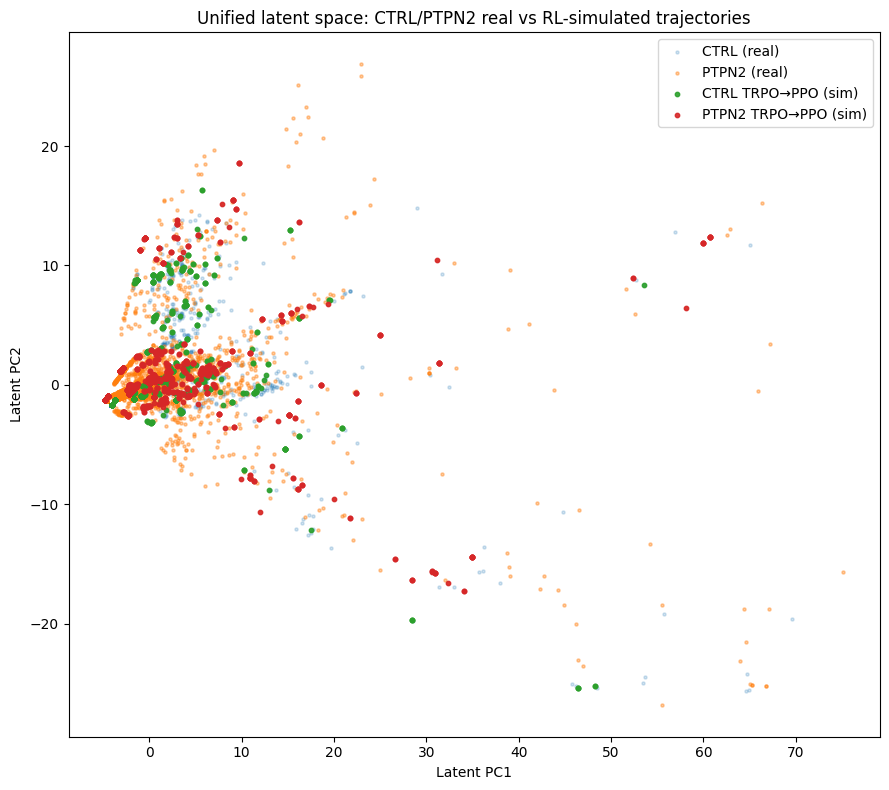 Unified latent space: CTRL/PTPN2 real vs RL-simulated trajectories
CTRL (real)
PTPN2 (real)
CTRL TRPO→PPO (sim)
PTPN2 TRPO→PPO (sim)
Latent PC2
20
10
0
−10
−20
0 10 20 30 40 50 60 70
Latent PC1